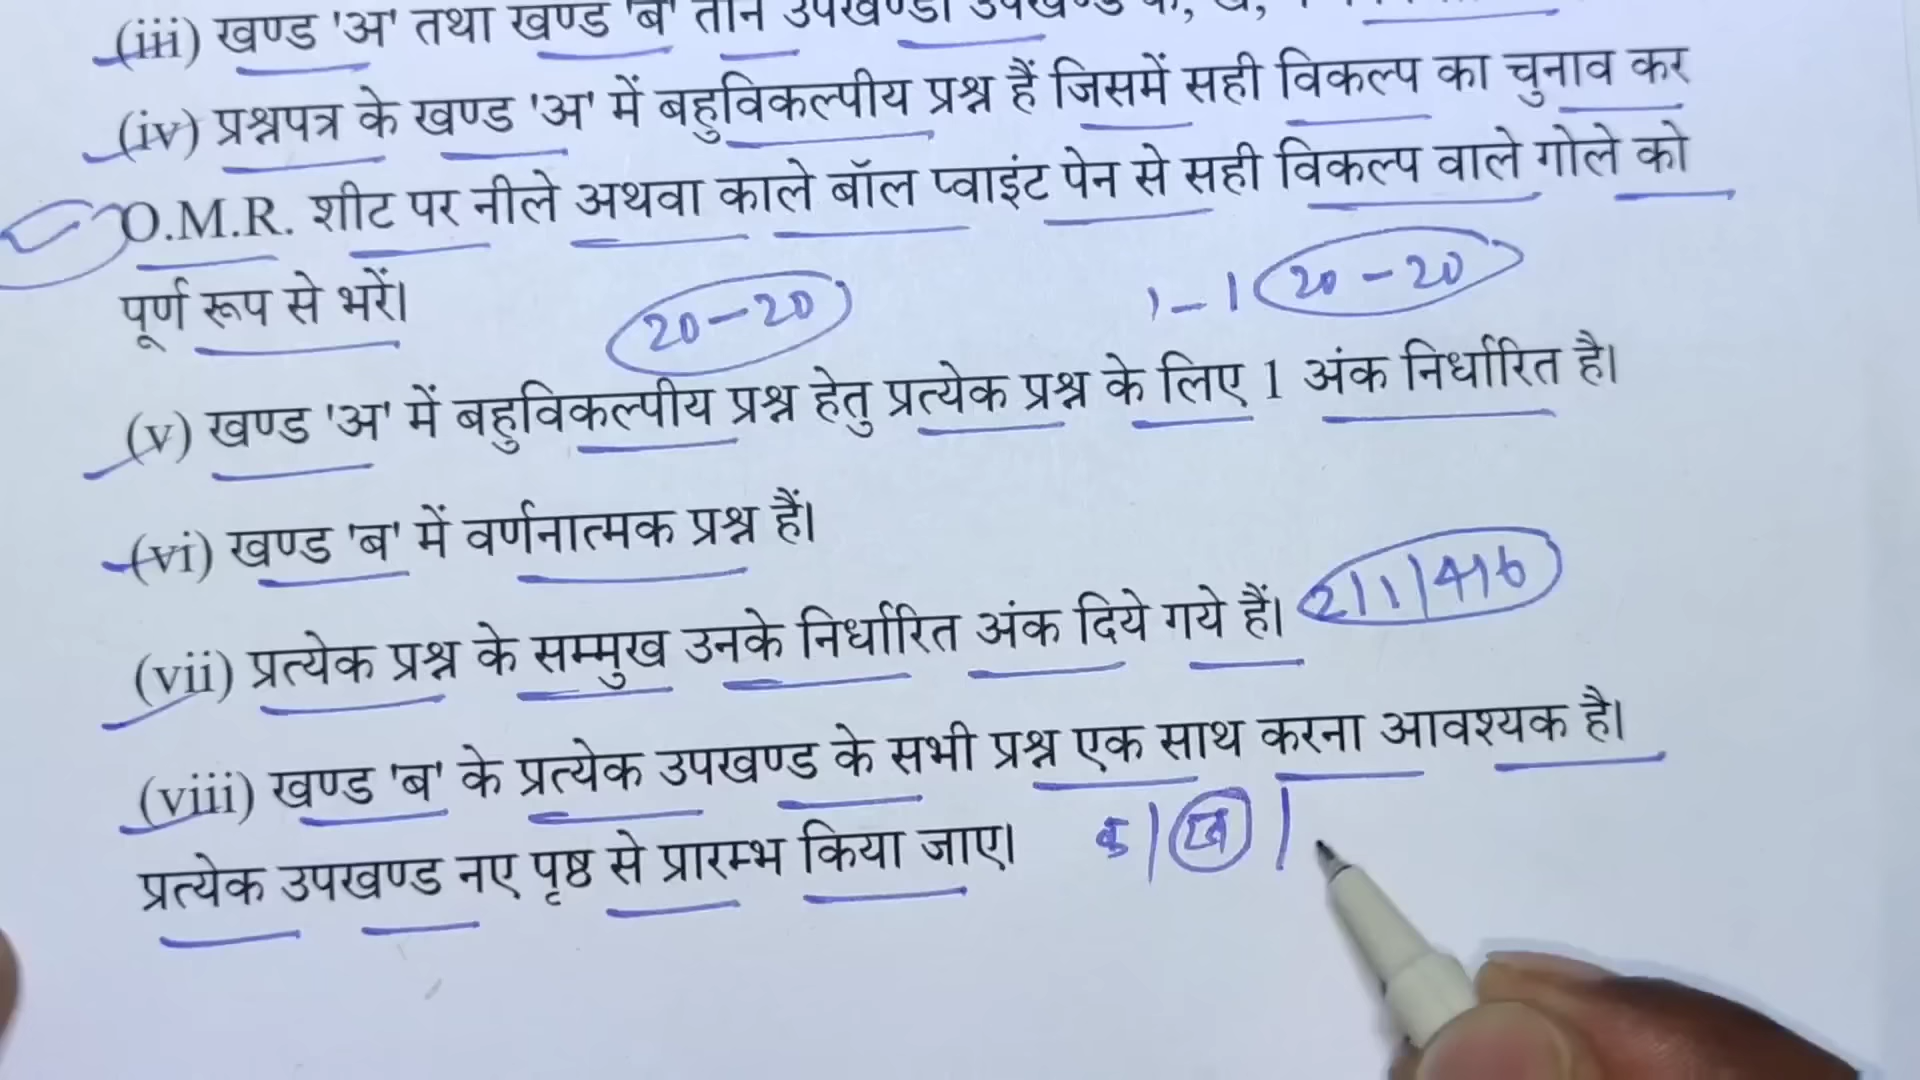 (iii) खण्ड 'अ' तथा खण्ड 'ब' तीन उपखण्डों उपखण्ड क, ख,
(iv) प्रश्नपत्र के खण्ड 'अ' में बहुविकल्पीय प्रश्न हैं जिसमें सही विकल्प का चुनाव कर
O.M.R. शीट पर नीले अथवा काले बॉल प्वाइंट पेन से सही विकल्प वाले गोले को
पूर्ण रूप से भरें।
20-20 1-1 20-20
(v) खण्ड 'अ' में बहुविकल्पीय प्रश्न हेतु प्रत्येक प्रश्न के लिए 1 अंक निर्धारित है।
(vi) खण्ड 'ब' में वर्णनात्मक प्रश्न हैं।
(vii) प्रत्येक प्रश्न के सम्मुख उनके निर्धारित अंक दिये गये हैं।
(viii) खण्ड 'ब' के प्रत्येक उपखण्ड के सभी प्रश्न एक साथ करना आवश्यक है।
प्रत्येक उपखण्ड नए पृष्ठ से प्रारम्भ किया जाए। क | ख |